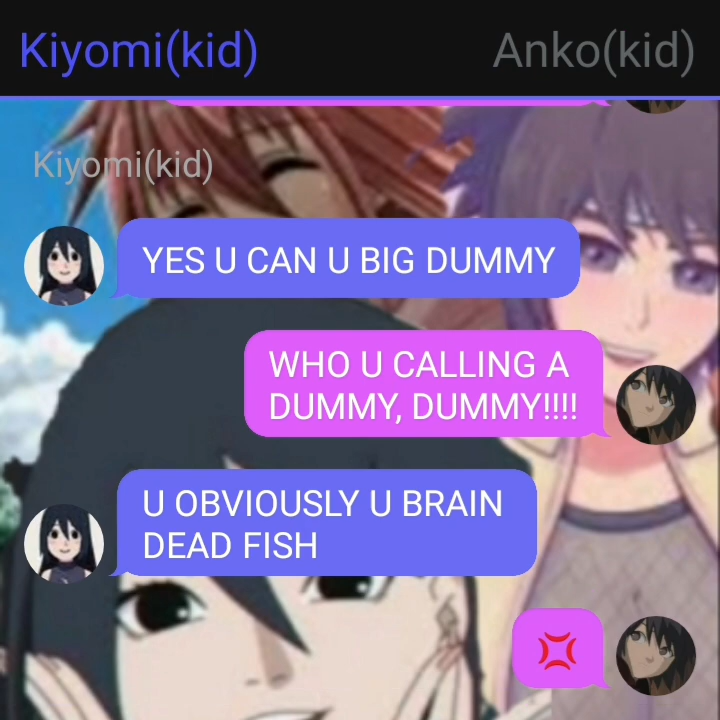 Kiyomi(kid)
Anko(kid)
Kiyomi(kid)
YES U CAN U BIG DUMMY
WHO U CALLING A
DUMMY, DUMMY!!!!
U OBVIOUSLY U BRAIN
DEAD FISH
💢